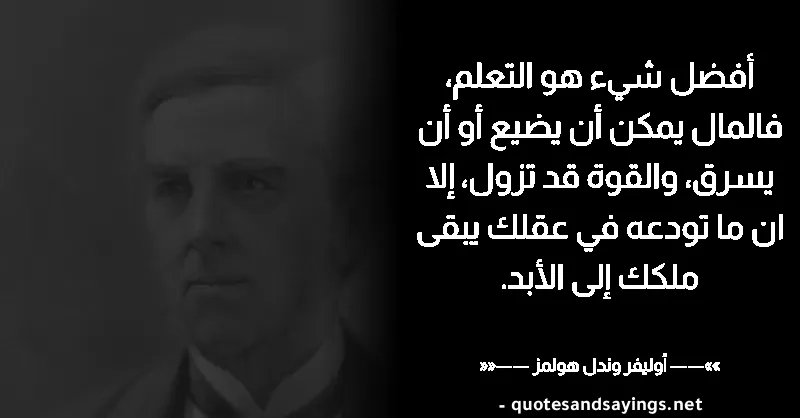 أفضل شيء هو التعلم،
فالمال يمكن أن يضيع أو أن
يسرق، والقوة قد تزول، إلا
ان ما تودعه في عقلك يبقى
ملكك إلى الأبد.
»»—–— أوليفر وندل هولمز —–—««
- quotesandsayings.net